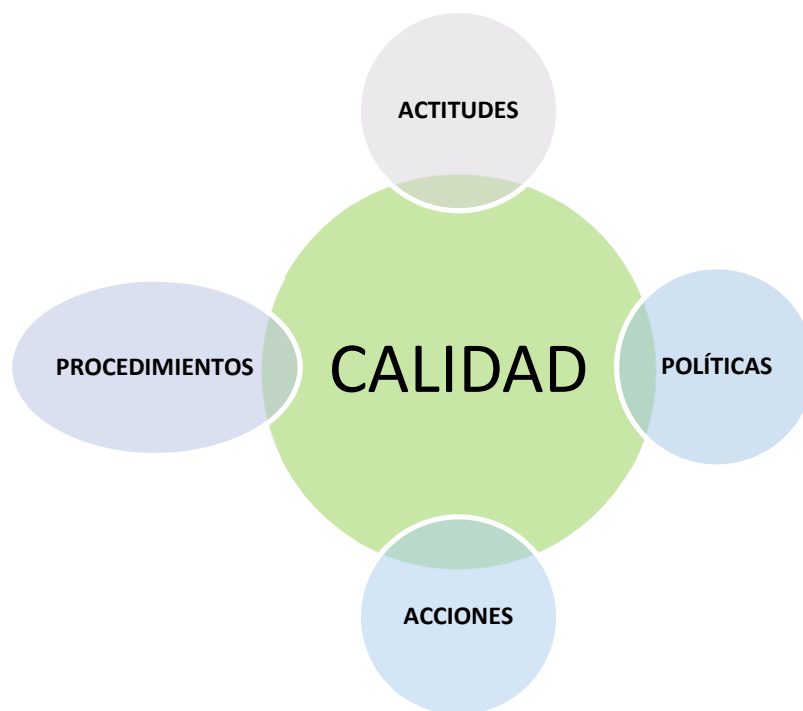 ACTITUDES
PROCEDIMIENTOS
CALIDAD
POLÍTICAS
ACCIONES